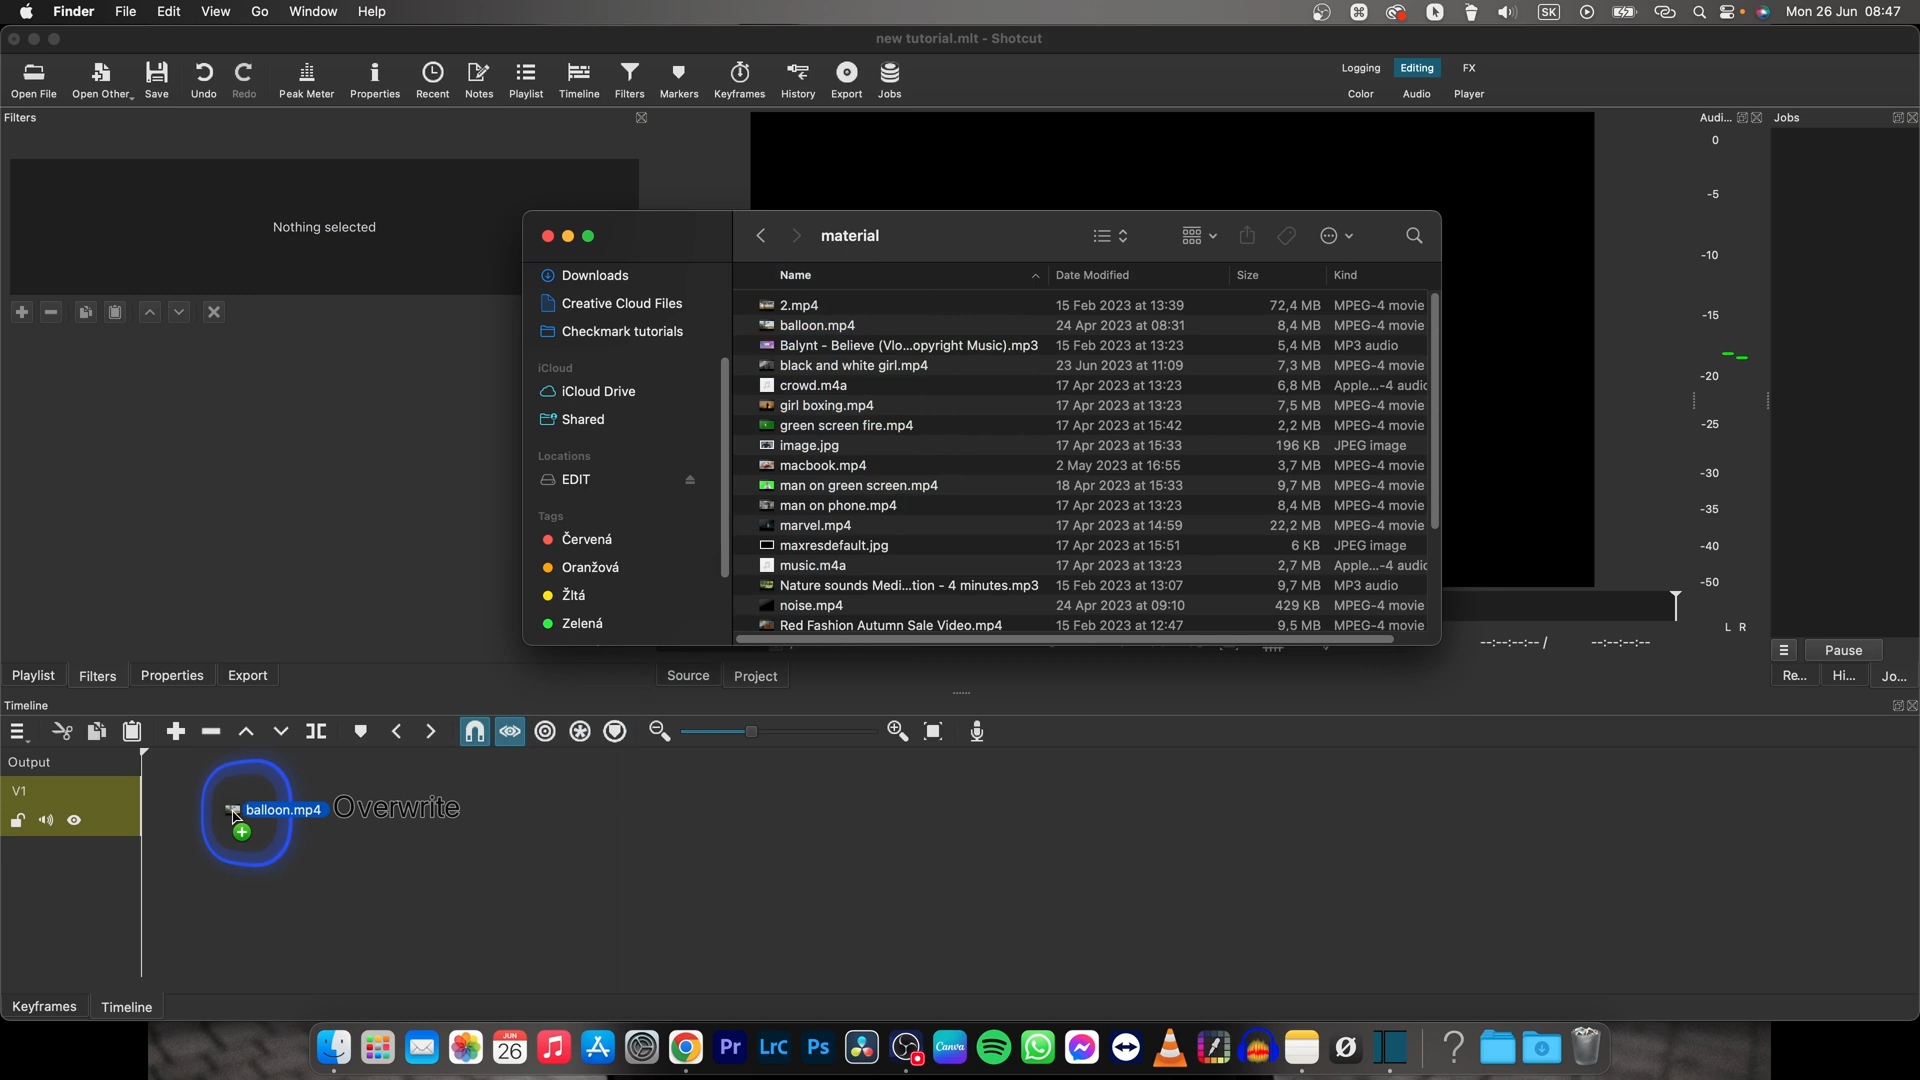 Finder File Edit View Go Window Help SK Mon 26 Jun 08:47
new tutorial.mlt - Shotcut
Open File Open Other Save Undo Redo Peak Meter Properties Recent Notes Playlist Timeline Filters Markers Keyframes History Export Jobs
Logging Editing FX
Color Audio Player
Filters
Audi... Jobs
Nothing selected
0
-5
-10
-15
-20
-25
-30
-35
-40
-50
L R
material
Name Date Modified Size Kind
Downloads
Creative Cloud Files
Checkmark tutorials
iCloud
iCloud Drive
Shared
Locations
EDIT
Tags
Červená
Oranžová
Žltá
Zelená
2.mp4 15 Feb 2023 at 13:39 72,4 MB MPEG-4 movie
balloon.mp4 24 Apr 2023 at 08:31 8,4 MB MPEG-4 movie
Balynt - Believe (Vlo...opyright Music).mp3 15 Feb 2023 at 13:23 5,4 MB MP3 audio
black and white girl.mp4 23 Jun 2023 at 11:09 7,3 MB MPEG-4 movie
crowd.m4a 17 Apr 2023 at 13:23 6,8 MB Apple...-4 audio
girl boxing.mp4 17 Apr 2023 at 13:23 7,5 MB MPEG-4 movie
green screen fire.mp4 17 Apr 2023 at 15:42 2,2 MB MPEG-4 movie
image.jpg 17 Apr 2023 at 15:33 196 KB JPEG image
macbook.mp4 2 May 2023 at 16:55 3,7 MB MPEG-4 movie
man on green screen.mp4 18 Apr 2023 at 15:33 9,7 MB MPEG-4 movie
man on phone.mp4 17 Apr 2023 at 13:23 8,4 MB MPEG-4 movie
marvel.mp4 17 Apr 2023 at 14:59 22,2 MB MPEG-4 movie
maxresdefault.jpg 17 Apr 2023 at 15:51 6 KB JPEG image
music.m4a 17 Apr 2023 at 13:23 2,7 MB Apple...-4 audio
Nature sounds Medi...tion - 4 minutes.mp3 15 Feb 2023 at 13:07 9,7 MB MP3 audio
noise.mp4 24 Apr 2023 at 09:10 429 KB MPEG-4 movie
Red Fashion Autumn Sale Video.mp4 15 Feb 2023 at 12:47 9,5 MB MPEG-4 movie
--:--:--:-- / --:--:--:--
Pause
Playlist Filters Properties Export Source Project Re... Hi... Jo...
Timeline
Output
V1
balloon.mp4 Overwrite
Keyframes Timeline
JUN
26
Pr LrC Ps Canva